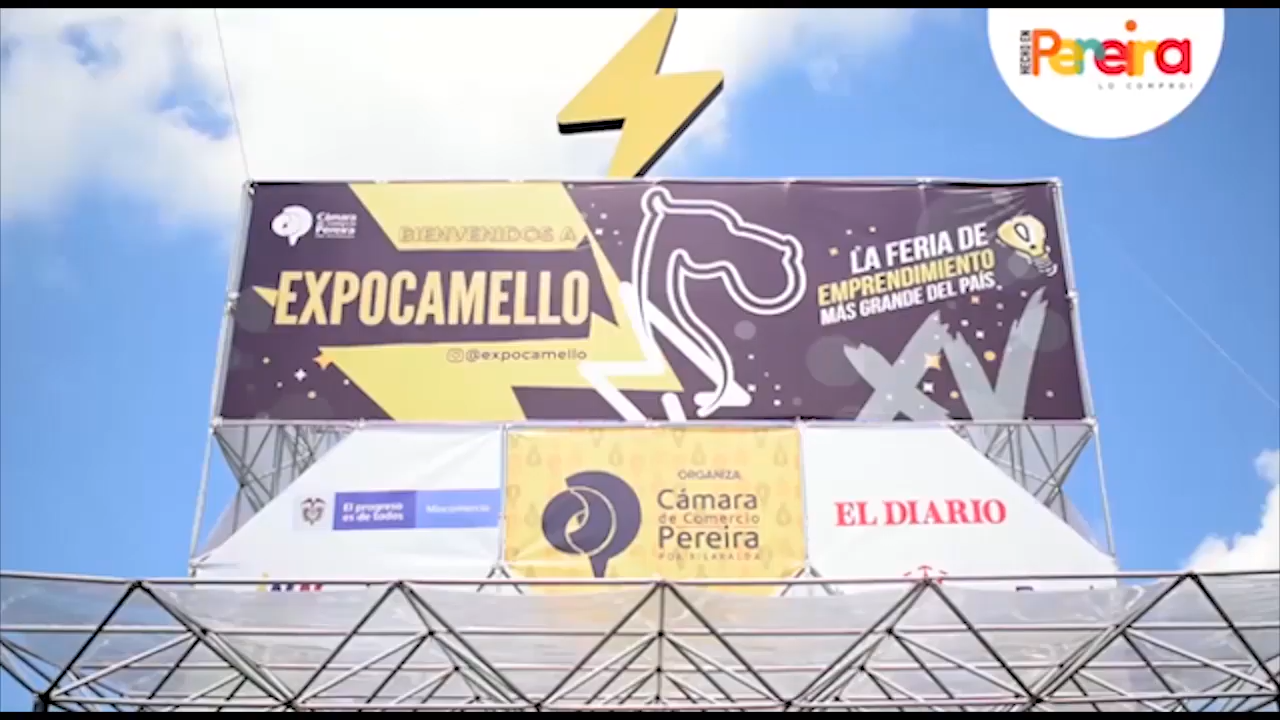 HECHO EN
Pereira
LO COMPRO!
Cámara
de Comercio
Pereira
BIENVENIDOS A
EXPOCAMELLO
@expocamello
LA FERIA DE
EMPRENDIMIENTO
MÁS GRANDE DEL PAÍS
XV
El progreso
es de todos
Mincomercio
ORGANIZA
Cámara
de Comercio
Pereira
POR RISARALDA
EL DIARIO